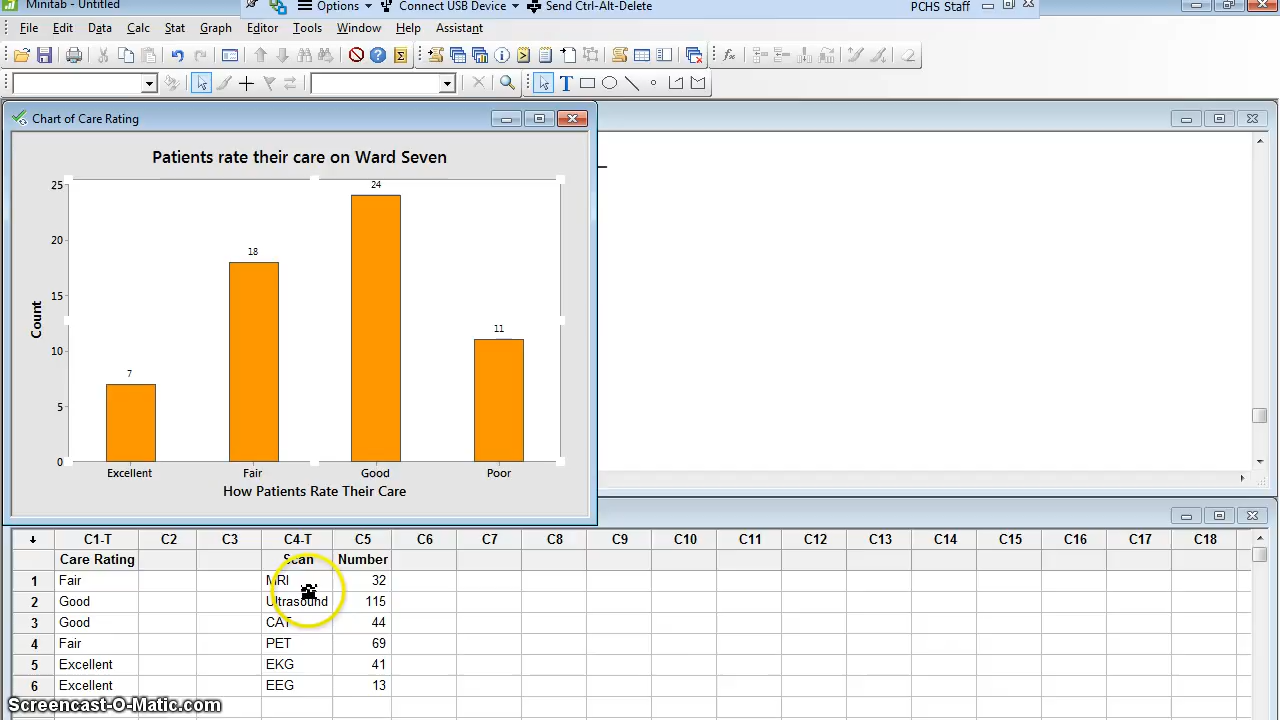 Minitab - Untitled
Options
Connect USB Device
Send Ctrl-Alt-Delete
PCHS Staff
File Edit Data Calc Stat Graph Editor Tools Window Help Assistant
Chart of Care Rating
Patients rate their care on Ward Seven
25
24
20
18
15
11
10
7
5
0
Count
Excellent Fair Good Poor
How Patients Rate Their Care
C1-T C2 C3 C4-T C5 C6 C7 C8 C9 C10 C11 C12 C13 C14 C15 C16 C17 C18
Care Rating Scan Number
1 Fair MRI 32
2 Good Ultrasound 115
3 Good CAT 44
4 Fair PET 69
5 Excellent EKG 41
6 Excellent EEG 13
Screencast-O-Matic.com